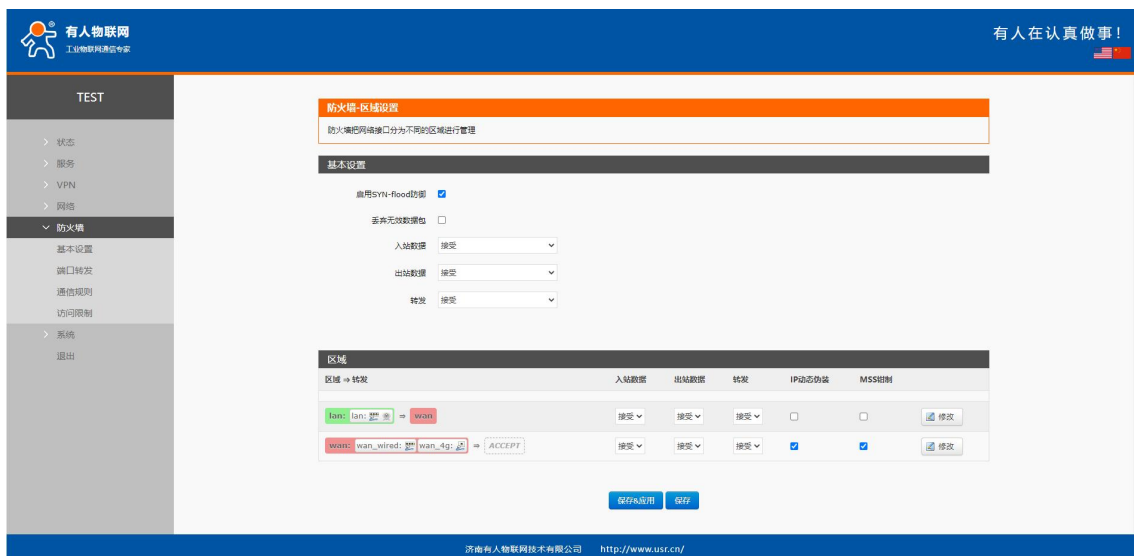 有人物联网
工业物联网通信专家
有人在认真做事！
TEST
状态
服务
VPN
网络
防火墙
基本设置
端口转发
通信规则
访问限制
系统
退出
防火墙-区域设置
防火墙把网络接口分为不同的区域进行管理
基本设置
启用SYN-flood防御
丢弃无效数据包
入站数据 接受
出站数据 接受
转发 接受
区域
区域 ⇒ 转发 入站数据 出站数据 转发 IP动态伪装 MSS钳制
lan: lan: ⇒ wan 接受 接受 接受 修改
wan: wan_wired: wan_4g: ⇒ ACCEPT 接受 接受 接受 修改
保存&应用 保存
济南有人物联网技术有限公司 http://www.usr.cn/